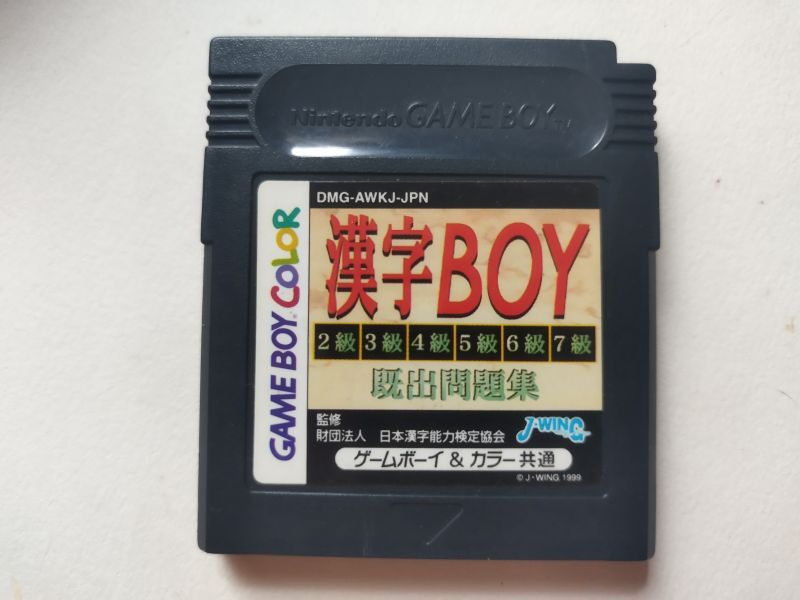 Nintendo GAME BOY TM
DMG-AWKJ-JPN
GAME BOY COLOR
漢字BOY
2級 3級 4級 5級 6級 7級
既出問題集
監修
財団法人 日本漢字能力検定協会
J·WING
ゲームボーイ & カラー共通
© J・WING 1999